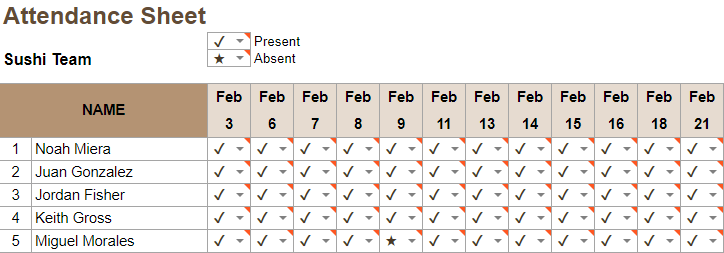 Attendance Sheet
✓ Present
Sushi Team ★ Absent
NAME Feb 3 Feb 6 Feb 7 Feb 8 Feb 9 Feb 11 Feb 13 Feb 14 Feb 15 Feb 16 Feb 18 Feb 21
1 Noah Miera ✓ ✓ ✓ ✓ ✓ ✓ ✓ ✓ ✓ ✓ ✓ ✓
2 Juan Gonzalez ✓ ✓ ✓ ✓ ✓ ✓ ✓ ✓ ✓ ✓ ✓ ✓
3 Jordan Fisher ✓ ✓ ✓ ✓ ✓ ✓ ✓ ✓ ✓ ✓ ✓ ✓
4 Keith Gross ✓ ✓ ✓ ✓ ✓ ✓ ✓ ✓ ✓ ✓ ✓ ✓
5 Miguel Morales ✓ ✓ ✓ ✓ ★ ✓ ✓ ✓ ✓ ✓ ✓ ✓